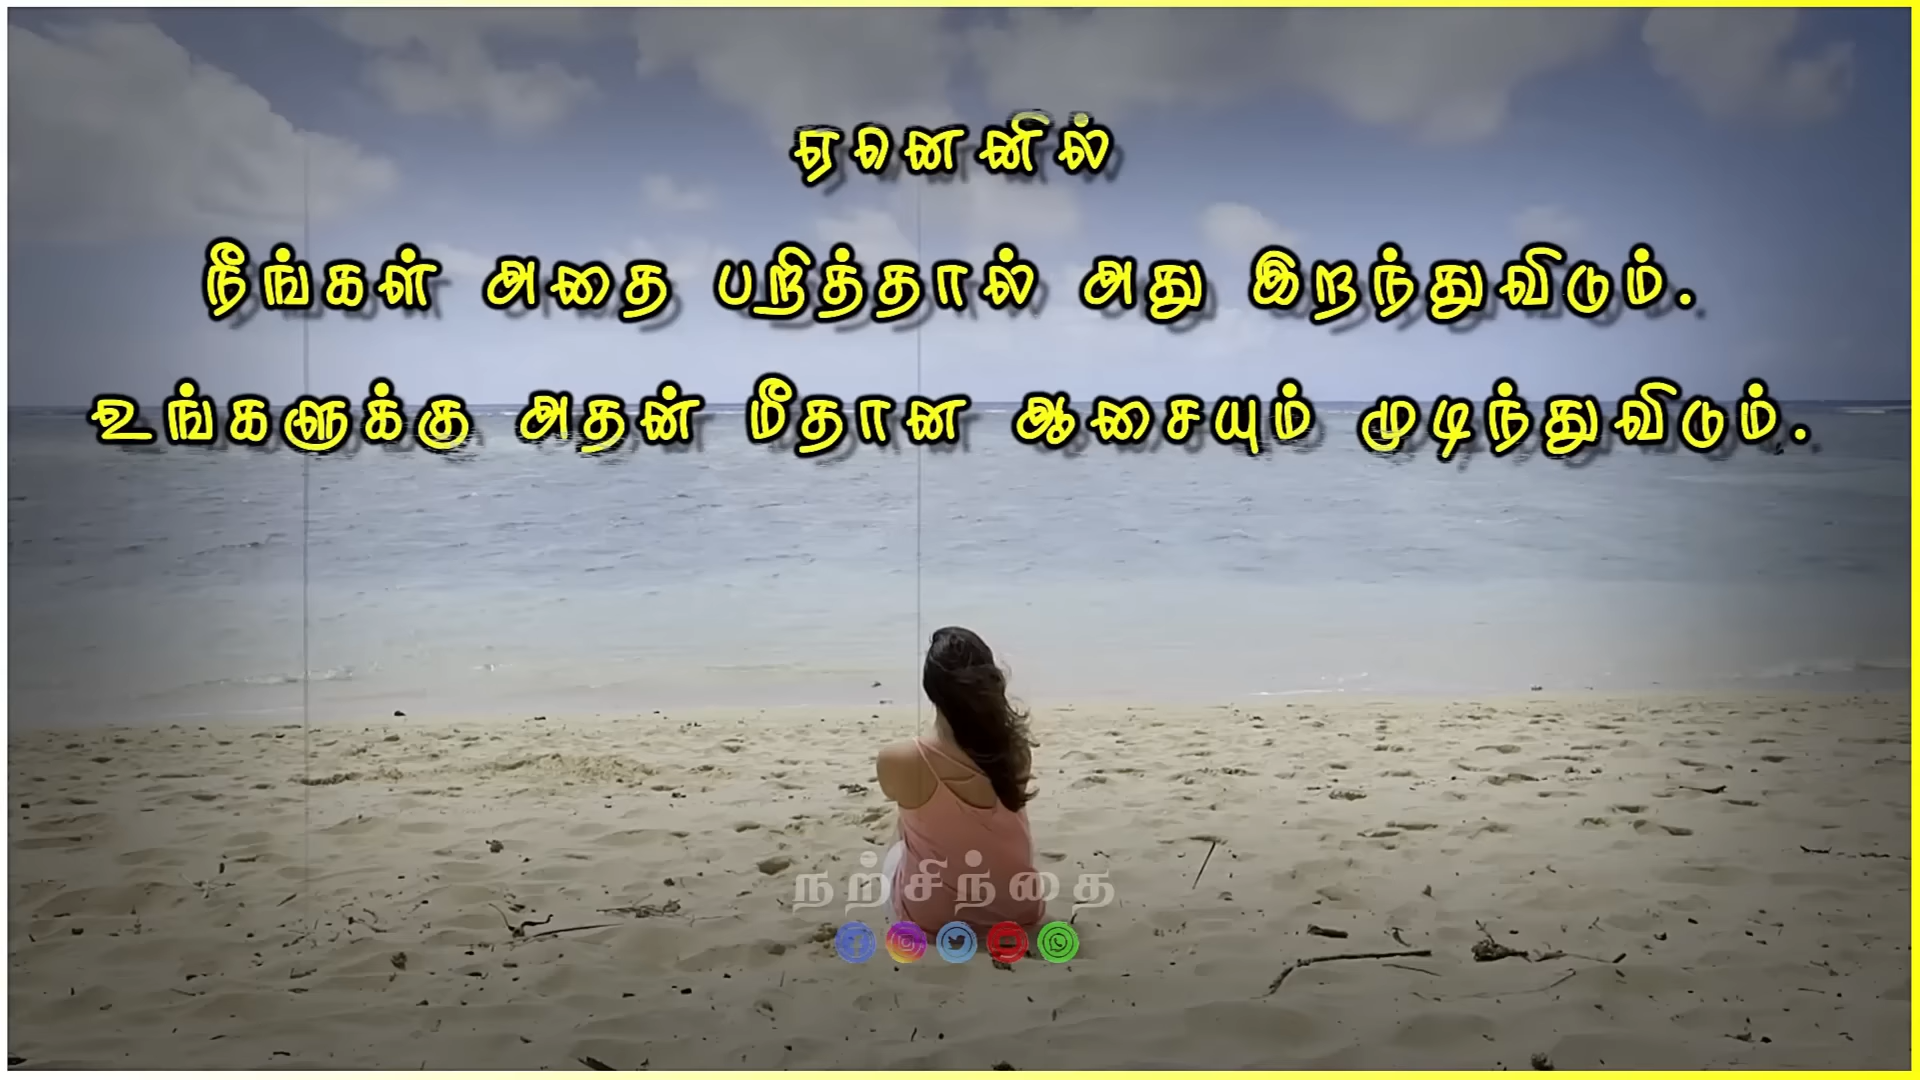 ஏனெனில்
நீங்கள் அதை பறித்தால் அது இறந்துவிடும்.
உங்களுக்கு அதன் மீதான ஆசையும் முடிந்துவிடும்.
நற்சிந்தை